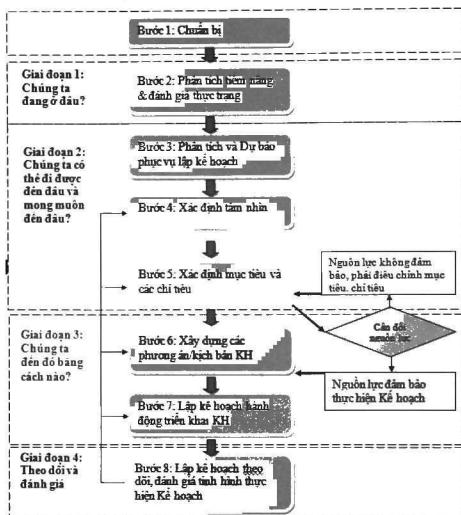 Bước 1: Chuẩn bị
Giai đoạn 1:
Chúng ta
đang ở đâu?
Bước 2: Phân tích tiềm năng
& đánh giá thực trạng
Giai đoạn 2:
Chúng ta có
thể đi được
đến đâu và
mong muốn
đến đâu?
Bước 3: Phân tích và Dự báo
phục vụ lập kế hoạch
Bước 4: Xác định tầm nhìn
Bước 5: Xác định mục tiêu và
các chỉ tiêu
Nguồn lực không đảm
bảo, phải điều chỉnh mục
tiêu. chỉ tiêu
Cân đối
nguồn lực
Nguồn lực đảm bảo
thực hiện Kế hoạch
Giai đoạn 3:
Chúng ta
đến đó bằng
cách nào?
Bước 6: Xây dựng các
phương án/kịch bản KH
Bước 7: Lập kế hoạch hành
động triển khai KH
Giai đoạn 4:
Theo dõi và
đánh giá
Bước 8: Lập kế hoạch theo
dõi, đánh giá tình hình thực
hiện Kế hoạch